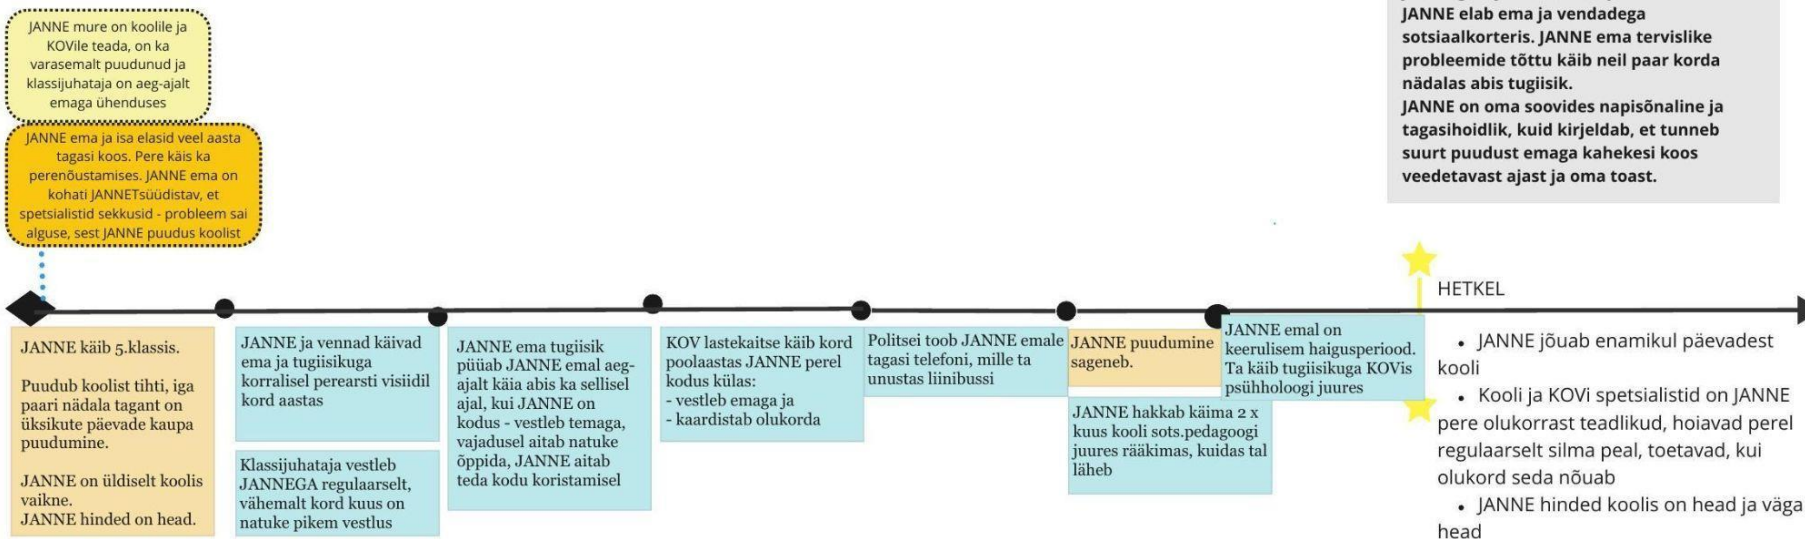 JANNE mure on koolile ja
KOVile teada, on ka
varasemalt puudunud ja
klassijuhataja on aeg-ajalt
emaga ühenduses
JANNE ema ja isa elasid veel aasta
tagasi koos. Pere käis ka
perenõustamises. JANNE ema on
kohati JANNETsüüdistav, et
spetsialistid sekkusid - probleem sai
alguse, sest JANNE puudus koolist
JANNE elab ema ja vendadega
sotsiaalkorteris. JANNE ema tervislike
probleemide tõttu käib neil paar korda
nädalas abis tugiisik.
JANNE on oma soovides napisõnaline ja
tagasihoidlik, kuid kirjeldab, et tunneb
suurt puudust emaga kahekesi koos
veedetavast ajast ja oma toast.
JANNE käib 5.klassis.
Puudub koolist tihti, iga
paari nädala tagant on
üksikute päevade kaupa
puudumine.
JANNE on üldiselt koolis
vaikne.
JANNE hinded on head.
JANNE ja vennad käivad
ema ja tugiisikuga
korralisel perearsti visiidil
kord aastas
Klassijuhataja vestleb
JANNEGA regulaarselt,
vähemalt kord kuus on
natuke pikem vestlus
JANNE ema tugiisik
püüab JANNE emal aeg-
ajalt käia abis ka sellisel
ajal, kui JANNE on
kodus - vestleb temaga,
vajadusel aitab natuke
õppida, JANNE aitab
teda kodu koristamisel
KOV lastekaitse käib kord
poolaastas JANNE perel
kodus külas:
- vestleb emaga ja
- kaardistab olukorda
Politsei toob JANNE emale
tagasi telefoni, mille ta
unustas liinibussi
JANNE puudumine
sageneb.
JANNE hakkab käima 2 x
kuus kooli sots.pedagoogi
juures rääkimas, kuidas tal
läheb
JANNE emal on
keerulisem haigusperiood.
Ta käib tugiisikuga KOVis
psühholoogi juures
HETKEL
• JANNE jõuab enamikul päevadest
kooli
• Kooli ja KOVi spetsialistid on JANNE
pere olukorrast teadlikud, hoiavad perel
regulaarselt silma peal, toetavad, kui
olukord seda nõuab
• JANNE hinded koolis on head ja väga
head